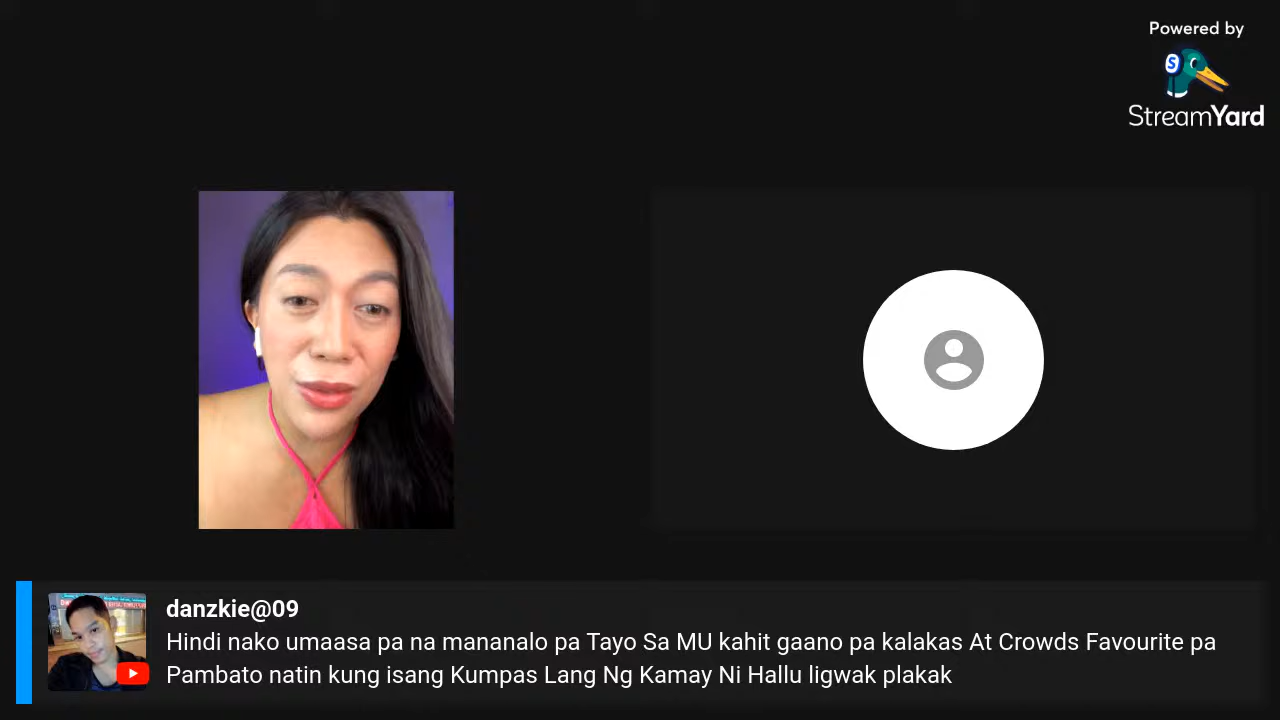 Powered by
S
StreamYard
danzkie@09
Hindi nako umaasa pa na mananalo pa Tayo Sa MU kahit gaano pa kalakas At Crowds Favourite pa
Pambato natin kung isang Kumpas Lang Ng Kamay Ni Hallu ligwak plakak